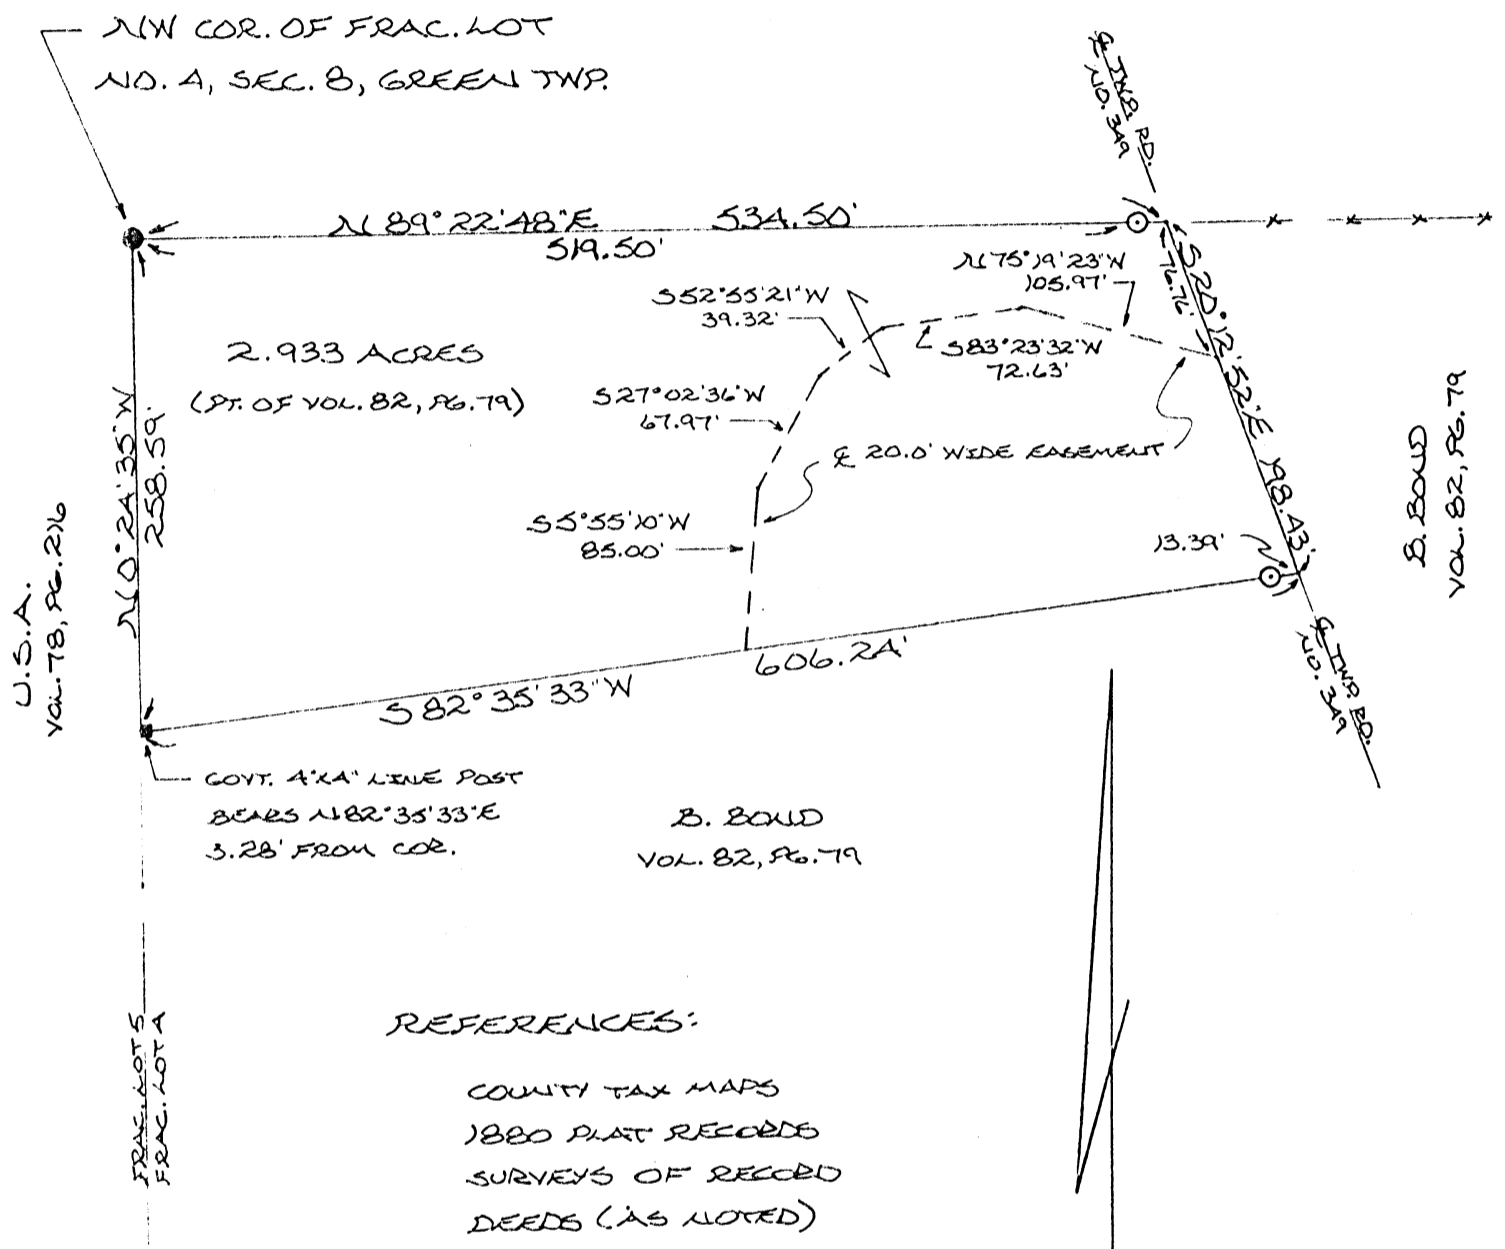 NW COR. OF FRAC. LOT
NO. 4, SEC. 8, GREEN TWP.
℄ TWP. RD.
NO. 349
N 89° 22' 48" E 534.50'
519.50'
N 75° 19' 23" W
105.97'
76.76'
S 20° 12' 52" E 198.43'
S 52° 55' 21" W
39.32'
S 83° 23' 32" W
72.63'
2.933 ACRES
(PT. OF VOL. 82, PG. 79)
S 27° 02' 36" W
67.97'
℄ 20.0' WIDE EASEMENT
N 0° 24' 35" W
258.59'
S 5° 55' 10" W
85.00'
13.39'
B. BOND
VOL. 82, PG. 79
U.S.A.
VOL. 78, PG. 216
606.24'
S 82° 35' 33" W
℄ TWP. RD.
NO. 349
GOVT. 4"X4" LINE POST
BEARS N 82° 35' 33" E
3.28' FROM COR.
B. BOND
VOL. 82, PG. 79
FRAC. LOT 5
FRAC. LOT 4
REFERENCES:
COUNTY TAX MAPS
1880 PLAT RECORDS
SURVEYS OF RECORD
DEEDS (AS NOTED)